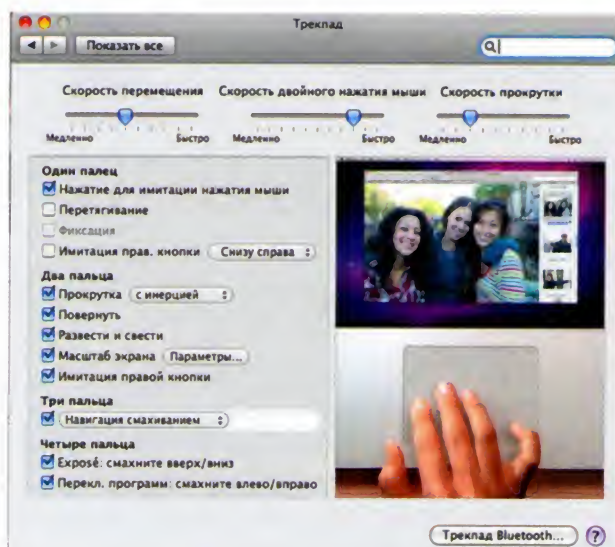 Трекпад
Показать все
Скорость перемещения Скорость двойного нажатия мыши Скорость прокрутки
Медленно Быстро Медленно Быстро Медленно Быстро
Один палец
Нажатие для имитации нажатия мыши
Перетягивание
Фиксация
Имитация прав. кнопки Снизу справа
Два пальца
Прокрутка с инерцией
Повернуть
Развести и свести
Масштаб экрана Параметры...
Имитация правой кнопки
Три пальца
Навигация смахиванием
Четыре пальца
Exposé: смахните вверх/вниз
Перекл. программ: смахните влево/вправо
Трекпад Bluetooth... ?